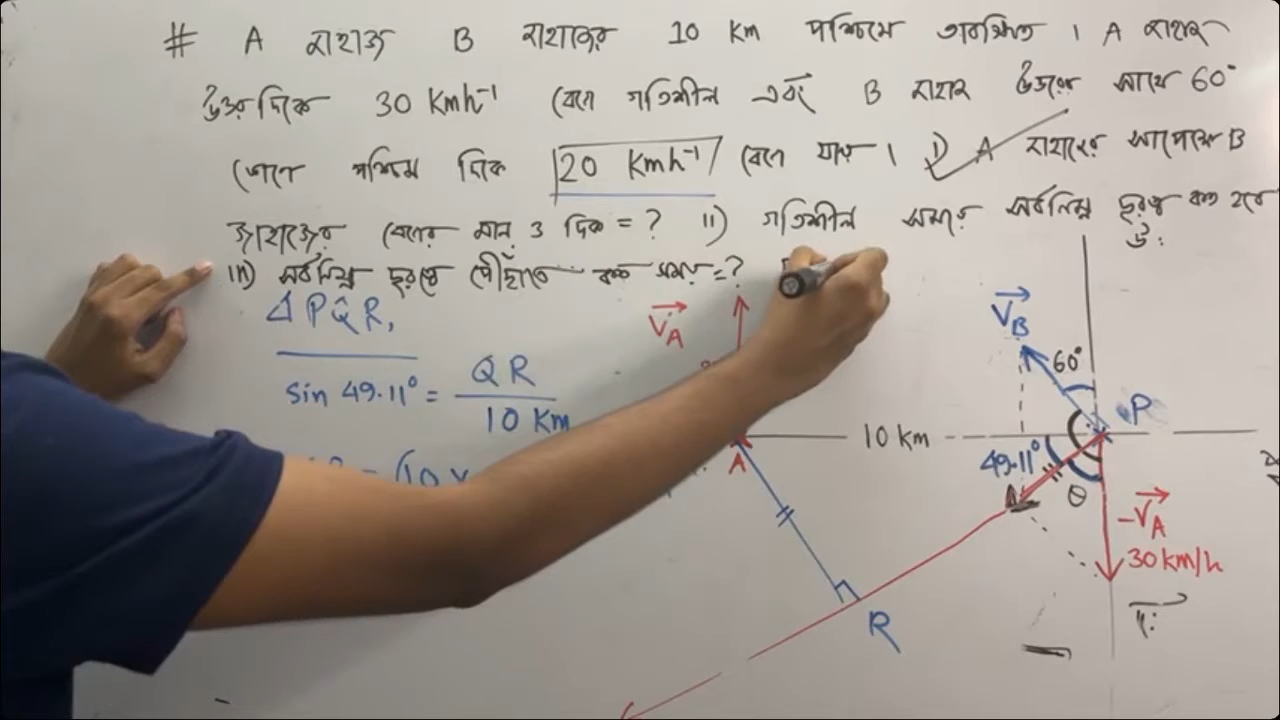 # A জাহাজ B জাহাজের 10 Km পশ্চিমে অবস্থিত । A জাহাজ
উত্তর দিকে 30 Kmh⁻¹ বেগে গতিশীল এবং B জাহাজ উত্তরের সাথে 60°
কোণে পশ্চিম দিকে 20 Kmh⁻¹ বেগে যায় । i) A জাহাজের সাপেক্ষে B
জাহাজের বেগের মান ও দিক = ? ii) গতিশীল সময় সর্বনিম্ন দূরত্ব কত হবে
উ:
iii) সর্বনিম্ন দূরত্বে পৌঁছাতে কত সময় = ?
Δ PQR,
sin 49.11° = QR / 10 Km
V⃗A
V⃗B
60°
P
A
10 km
49.11°
θ
-V⃗A
30 km/h
R